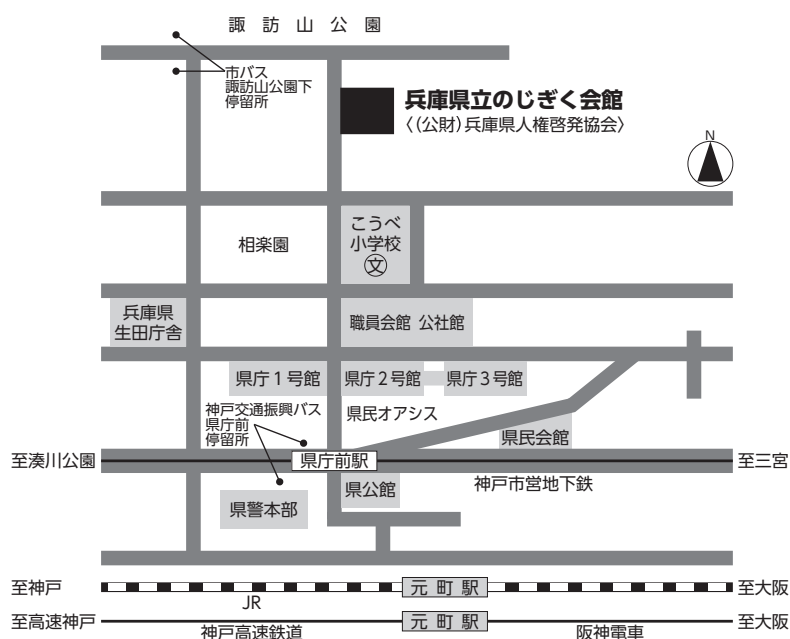 諏訪山公園
市バス
諏訪山公園下
停留所
兵庫県立のじぎく会館
〈(公財)兵庫県人権啓発協会〉
N
相楽園
こうべ
小学校
文
兵庫県
生田庁舎
職員会館 公社館
県庁1号館
県庁2号館
県庁3号館
神戸交通振興バス
県庁前
停留所
県民オアシス
県民会館
至湊川公園
県庁前駅
至三宮
県公館
神戸市営地下鉄
県警本部
至神戸
元町駅
至大阪
JR
至高速神戸
元町駅
至大阪
神戸高速鉄道
阪神電車